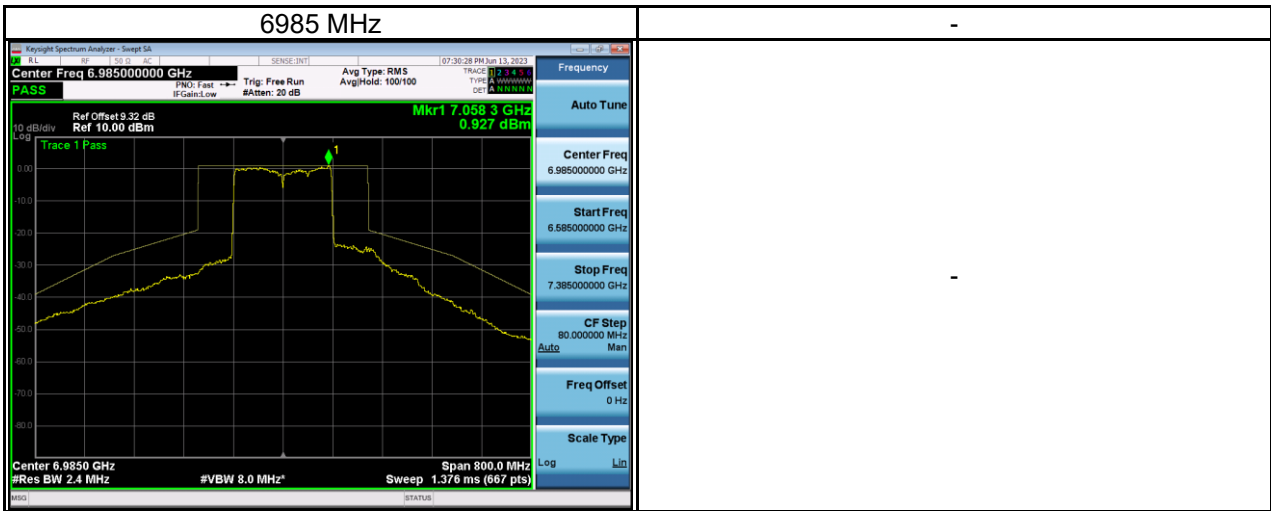 6985 MHz
-
Keysight Spectrum Analyzer - Swept SA
RL RF 50 Ω AC SENSE:INT 07:30:28 PM Jun 13, 2023
Center Freq 6.985000000 GHz
PASS
PNO: Fast
IFGain:Low
Trig: Free Run
#Atten: 20 dB
Avg Type: RMS
Avg|Hold: 100/100
TRACE 1 2 3 4 5 6
TYPE A WWWWW
DET A N N N N N
Mkr1 7.058 3 GHz
0.927 dBm
Ref Offset 9.32 dB
10 dB/div Ref 10.00 dBm
Log
Trace 1 Pass
1
0.00
-10.0
-20.0
-30.0
-40.0
-50.0
-60.0
-70.0
-80.0
Center 6.9850 GHz Span 800.0 MHz
#Res BW 2.4 MHz #VBW 8.0 MHz* Sweep 1.376 ms (667 pts)
MSG STATUS
Frequency
Auto Tune
Center Freq
6.985000000 GHz
Start Freq
6.585000000 GHz
Stop Freq
7.385000000 GHz
CF Step
80.000000 MHz
Auto Man
Freq Offset
0 Hz
Scale Type
Log Lin
-